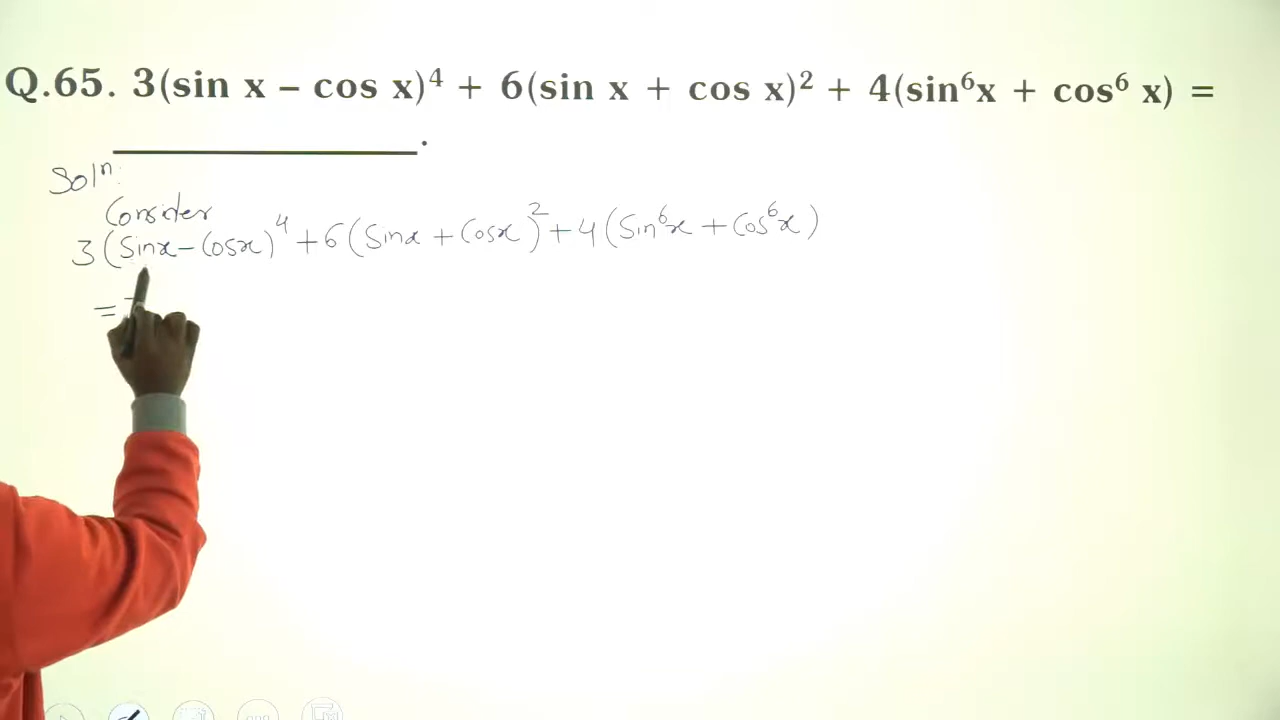 Q.65. 3(sin x – cos x)⁴ + 6(sin x + cos x)² + 4(sin⁶x + cos⁶ x) =
____________________.
Solⁿ:
Consider
3(Sinx-Cosx)⁴+6(Sinx+Cosx)²+4(Sin⁶x+Cos⁶x)
=